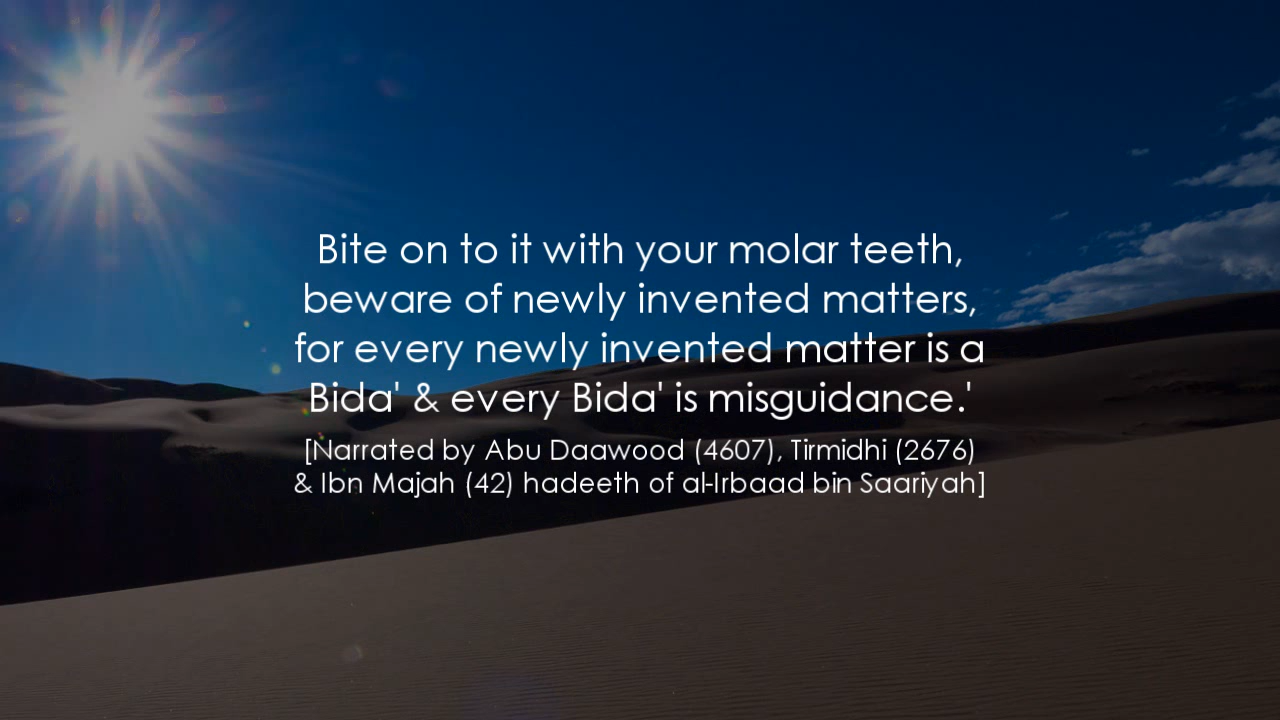 Bite on to it with your molar teeth,
beware of newly invented matters,
for every newly invented matter is a
Bida' & every Bida' is misguidance.'
[Narrated by Abu Daawood (4607), Tirmidhi (2676)
& Ibn Majah (42) hadeeth of al-Irbaad bin Saariyah]